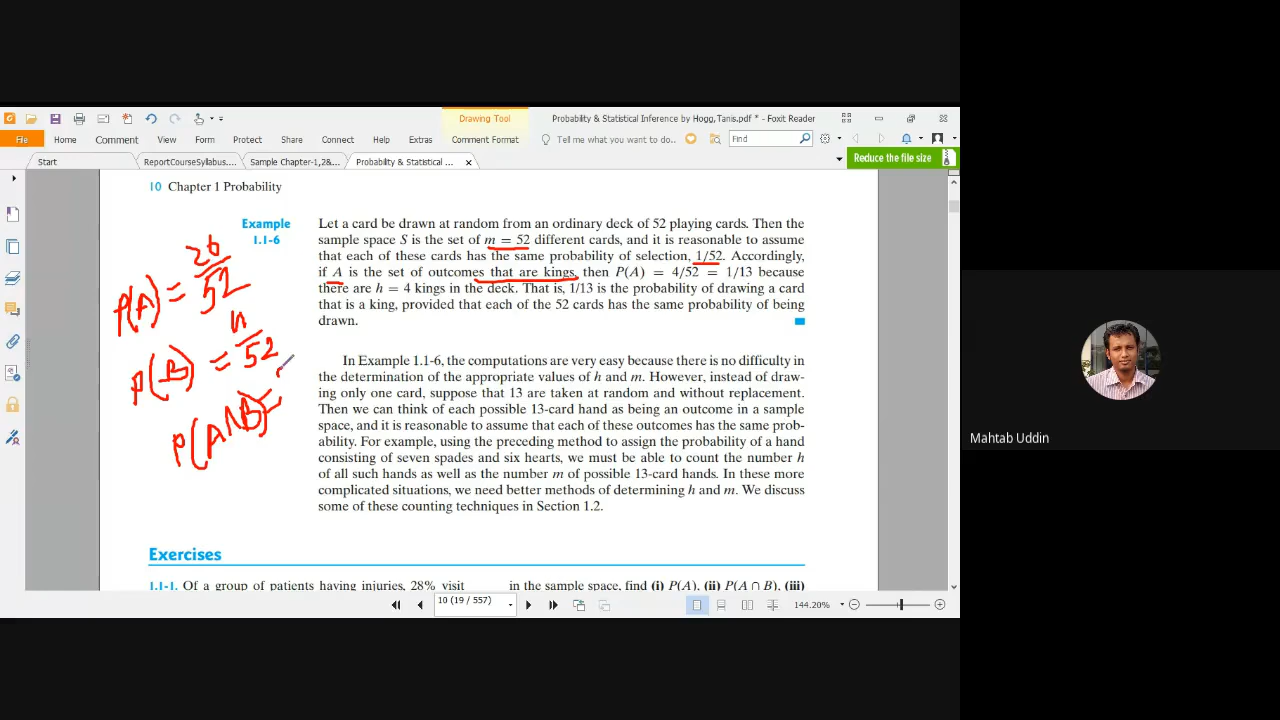 Drawing Tool
Probability & Statistical Inference by Hogg,Tanis.pdf * - Foxit Reader
File Home Comment View Form Protect Share Connect Help Extras Comment Format Tell me what you want to do... Find
Start ReportCourseSyllabus.... Sample Chapter-1,2&... Probability & Statistical ... Reduce the file size
10 Chapter 1 Probability
Example
1.1-6
Let a card be drawn at random from an ordinary deck of 52 playing cards. Then the
sample space S is the set of m = 52 different cards, and it is reasonable to assume
that each of these cards has the same probability of selection, 1/52. Accordingly,
if A is the set of outcomes that are kings, then P(A) = 4/52 = 1/13 because
there are h = 4 kings in the deck. That is, 1/13 is the probability of drawing a card
that is a king, provided that each of the 52 cards has the same probability of being
drawn.
P(A) = 26/52
P(B) = 4/52
P(A∩B) =
In Example 1.1-6, the computations are very easy because there is no difficulty in
the determination of the appropriate values of h and m. However, instead of draw-
ing only one card, suppose that 13 are taken at random and without replacement.
Then we can think of each possible 13-card hand as being an outcome in a sample
space, and it is reasonable to assume that each of these outcomes has the same prob-
ability. For example, using the preceding method to assign the probability of a hand
consisting of seven spades and six hearts, we must be able to count the number h
of all such hands as well as the number m of possible 13-card hands. In these more
complicated situations, we need better methods of determining h and m. We discuss
some of these counting techniques in Section 1.2.
Exercises
1.1-1. Of a group of patients having injuries, 28% visit
in the sample space, find (i) P(A), (ii) P(A ∩ B), (iii)
10 (19 / 557)
144.20%
Mahtab Uddin